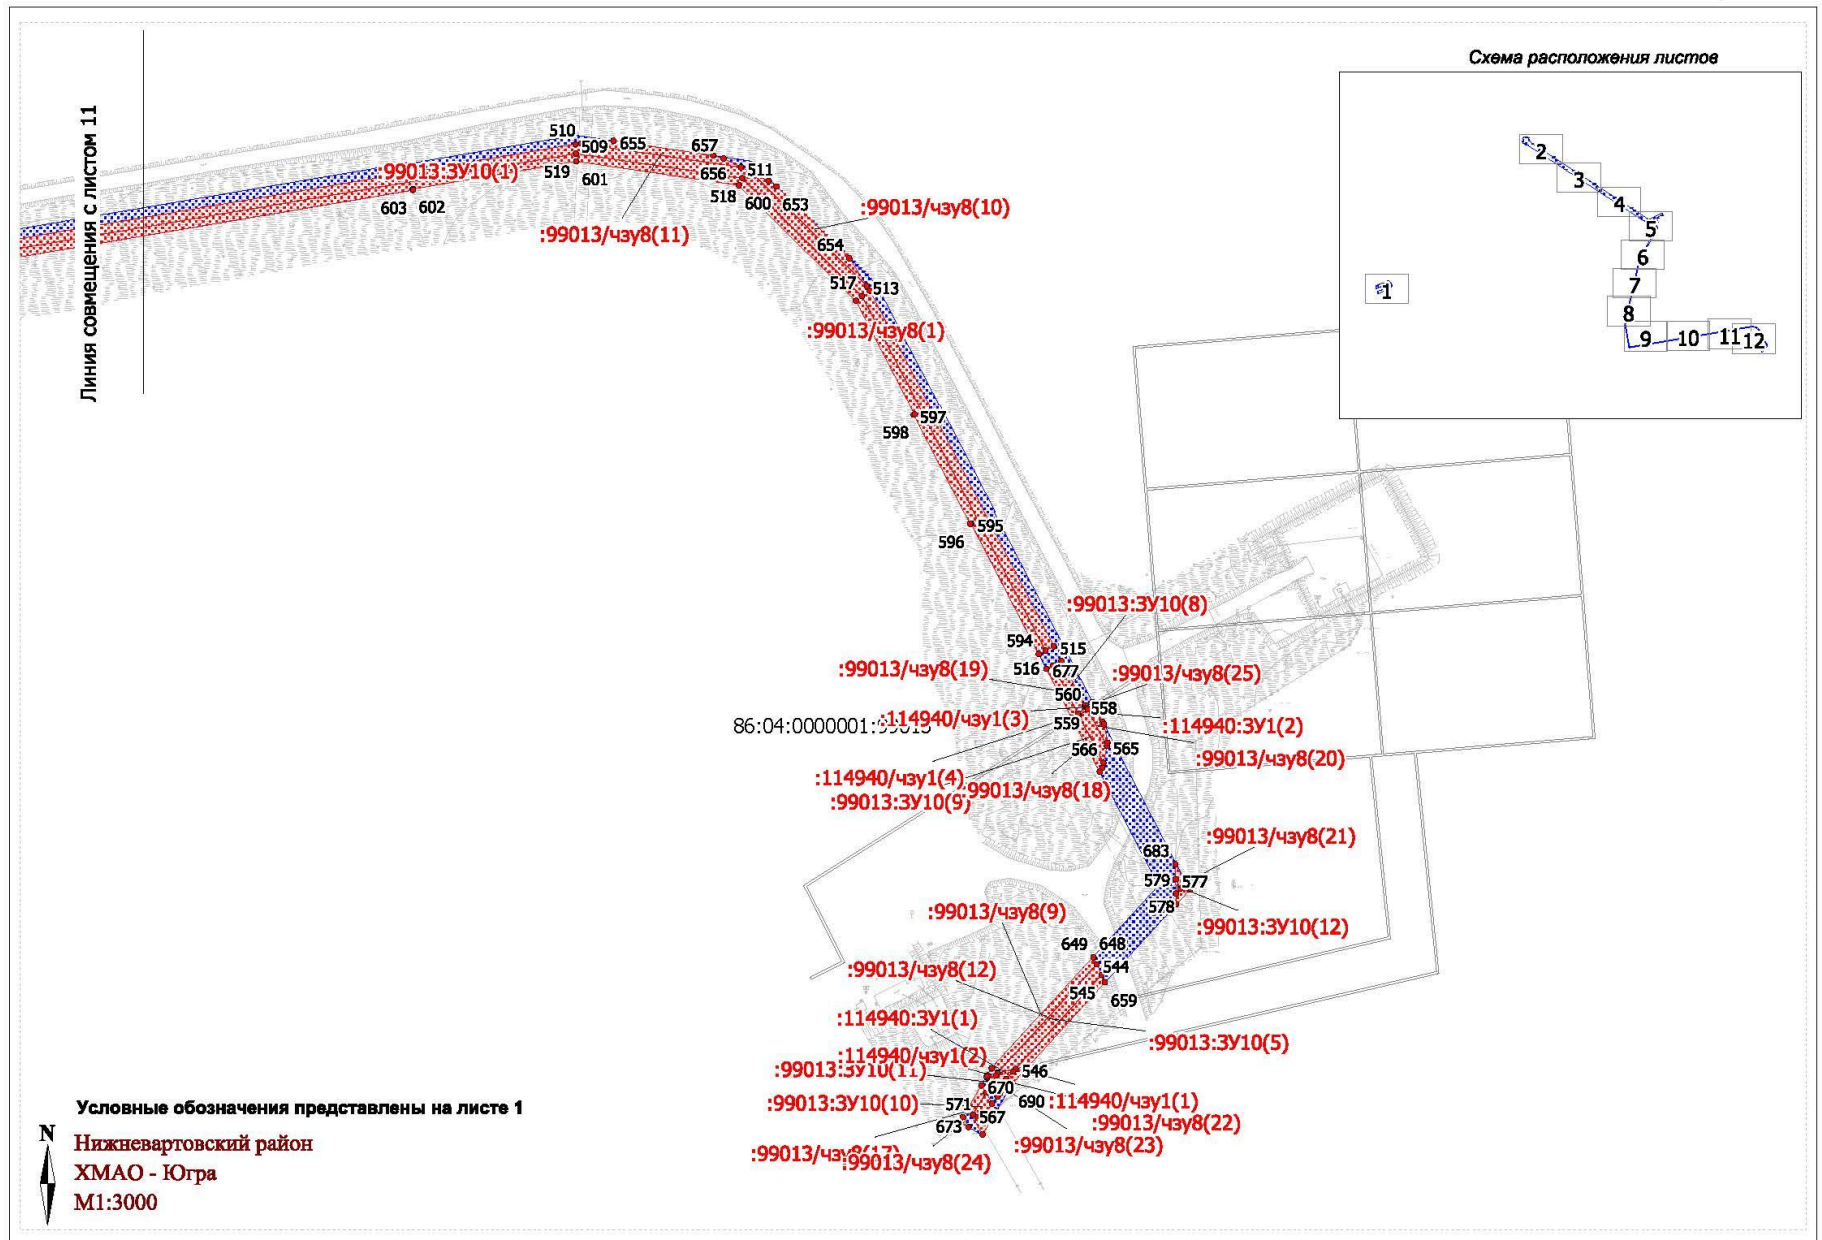 Схема расположения листов
2
3
4
5
6
7
1
8
9
10
11
12
Линия совмещения с листом 11
510
509
655
:99013:ЗУ10(1)
519
601
657
656
511
518
600
653
603
602
:99013/чзу8(10)
:99013/чзу8(11)
654
517
513
:99013/чзу8(1)
597
598
595
596
:99013:ЗУ10(8)
594
515
516
677
:99013/чзу8(19)
:99013/чзу8(25)
560
558
:114940/чзу1(3)
559
:114940:ЗУ1(2)
86:04:0000001:99013
566
565
:99013/чзу8(20)
:114940/чзу1(4)
:99013/чзу8(18)
:99013:ЗУ10(9)
:99013/чзу8(21)
683
579
577
578
:99013/чзу8(9)
:99013:ЗУ10(12)
649
648
544
:99013/чзу8(12)
545
659
:114940:ЗУ1(1)
:99013:ЗУ10(5)
:114940/чзу1(2)
:99013:ЗУ10(11)
546
670
:99013:ЗУ10(10)
571
690
:114940/чзу1(1)
567
673
:99013/чзу8(22)
:99013/чзу8(23)
:99013/чзу8(17)
:99013/чзу8(24)
Условные обозначения представлены на листе 1
N
Нижневартовский район
ХМАО - Югра
М1:3000